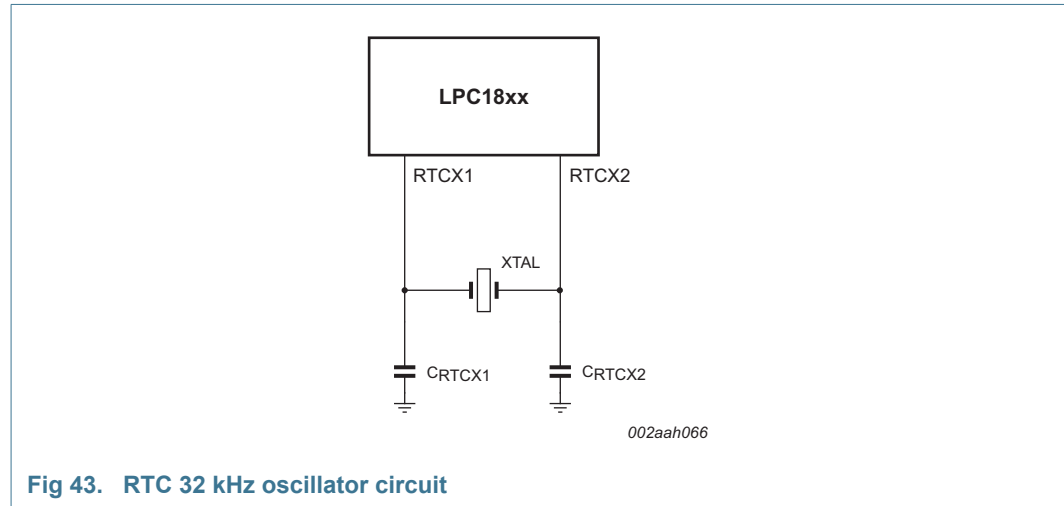 LPC18xx
RTCX1 RTCX2
XTAL
CRTCX1 CRTCX2
002aah066
Fig 43. RTC 32 kHz oscillator circuit